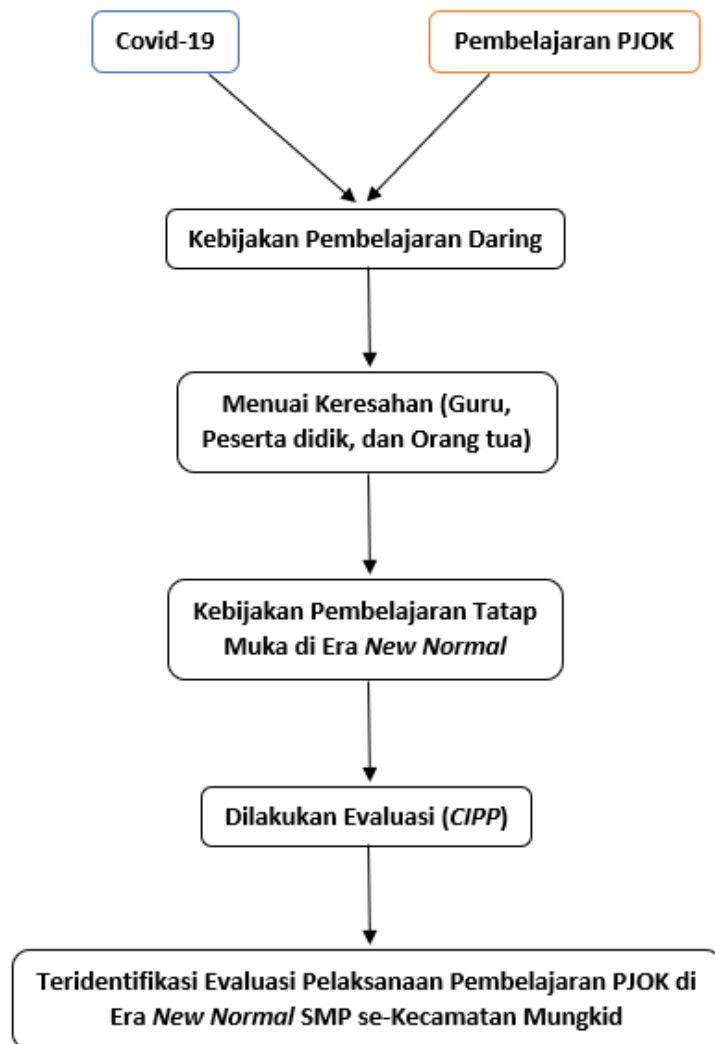 Covid-19
Pembelajaran PJOK
Kebijakan Pembelajaran Daring
Menuai Keresahan (Guru,
Peserta didik, dan Orang tua)
Kebijakan Pembelajaran Tatap
Muka di Era New Normal
Dilakukan Evaluasi (CIPP)
Teridentifikasi Evaluasi Pelaksanaan Pembelajaran PJOK di
Era New Normal SMP se-Kecamatan Mungkid